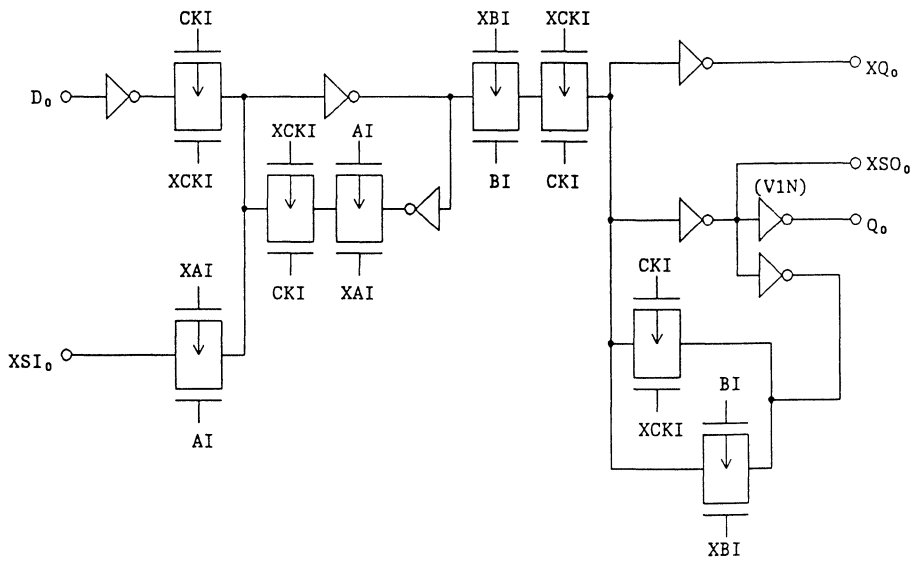 CKI
XBI
XCKI
D₀
XQ₀
XCKI
XCKI
AI
BI
CKI
XSO₀
(V1N)
Q₀
XAI
CKI
XAI
CKI
XSI₀
AI
XCKI
BI
XBI